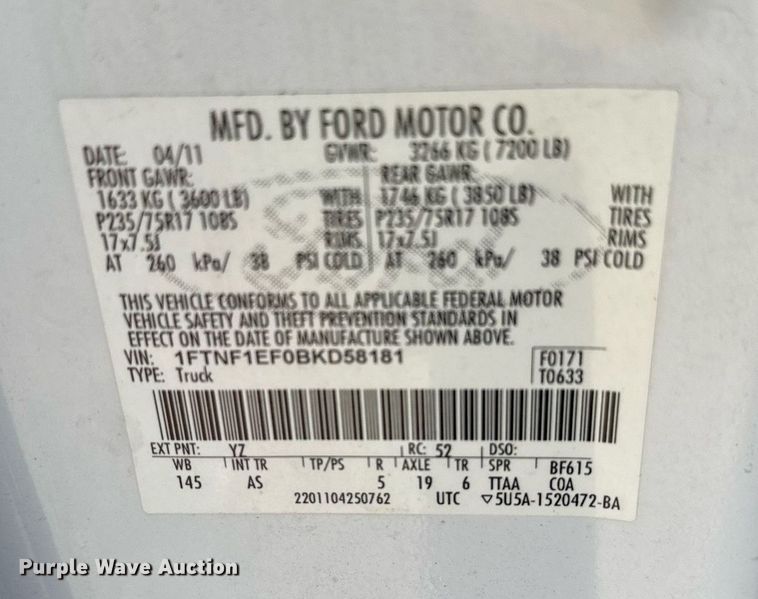 MFD. BY FORD MOTOR CO.
DATE: 04/11 GVWR: 3266 KG ( 7200 LB)
FRONT GAWR: REAR GAWR:
1633 KG ( 3600 LB) WITH 1746 KG ( 3850 LB) WITH
P235/75R17 108S TIRES P235/75R17 108S TIRES
17x7.5J RIMS 17x7.5J RIMS
AT 260 kPa/ 38 PSI COLD AT 260 kPa/ 38 PSI COLD
THIS VEHICLE CONFORMS TO ALL APPLICABLE FEDERAL MOTOR
VEHICLE SAFETY AND THEFT PREVENTION STANDARDS IN
EFFECT ON THE DATE OF MANUFACTURE SHOWN ABOVE.
VIN: 1FTNF1EF0BKD58181 F0171
TYPE: Truck T0633
EXT PNT: YZ RC: 52 DSO:
WB INT TR TP/PS R AXLE TR SPR BF615
145 AS 5 19 6 TTAA COA
2201104250762 UTC ▽5U5A-1520472-BA
Purple Wave Auction